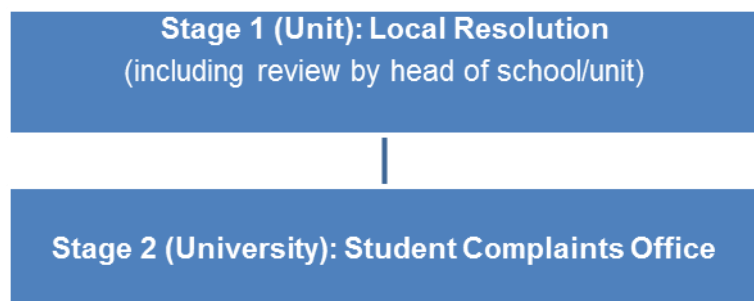 Stage 1 (Unit): Local Resolution
(including review by head of school/unit)
Stage 2 (University): Student Complaints Office